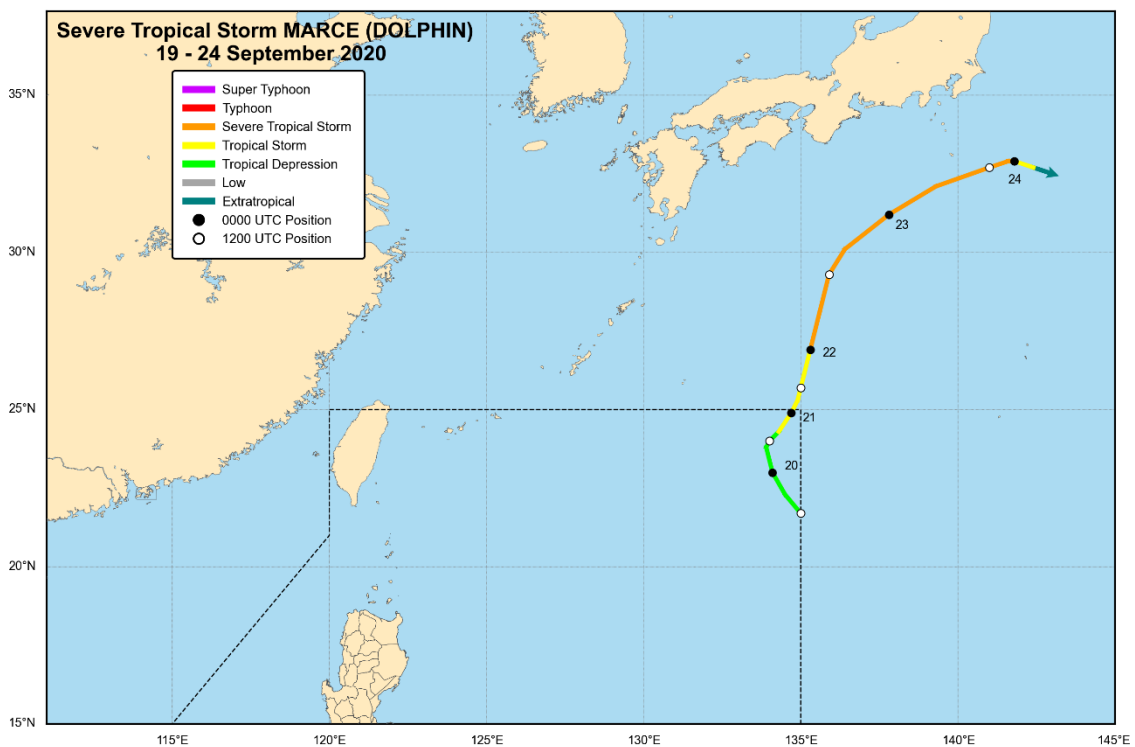 Severe Tropical Storm MARCE (DOLPHIN)
19 - 24 September 2020
Super Typhoon
Typhoon
Severe Tropical Storm
Tropical Storm
Tropical Depression
Low
Extratropical
0000 UTC Position
1200 UTC Position
35°N
30°N
25°N
20°N
15°N
24
23
22
21
20
115°E
120°E
125°E
130°E
135°E
140°E
145°E